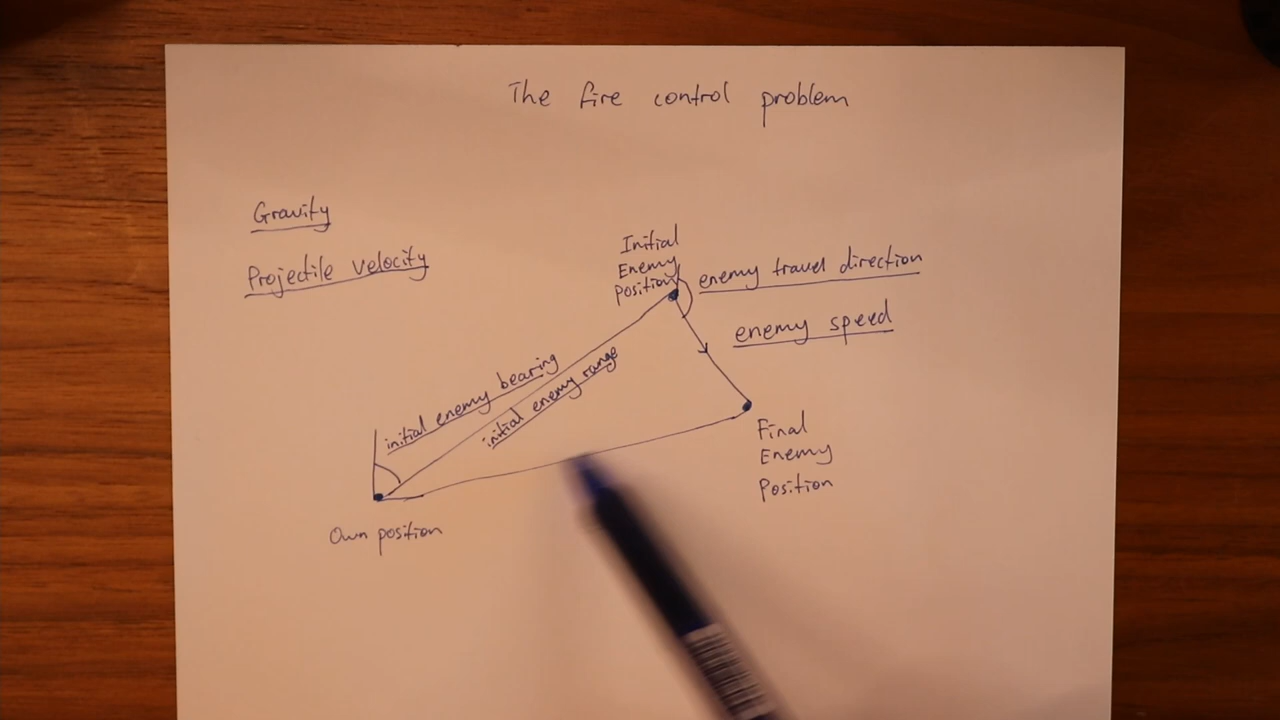 The fire control problem
Gravity
Projectile velocity
Initial
Enemy
position
enemy travel direction
enemy speed
initial enemy bearing
initial enemy range
Final
Enemy
Position
Own position